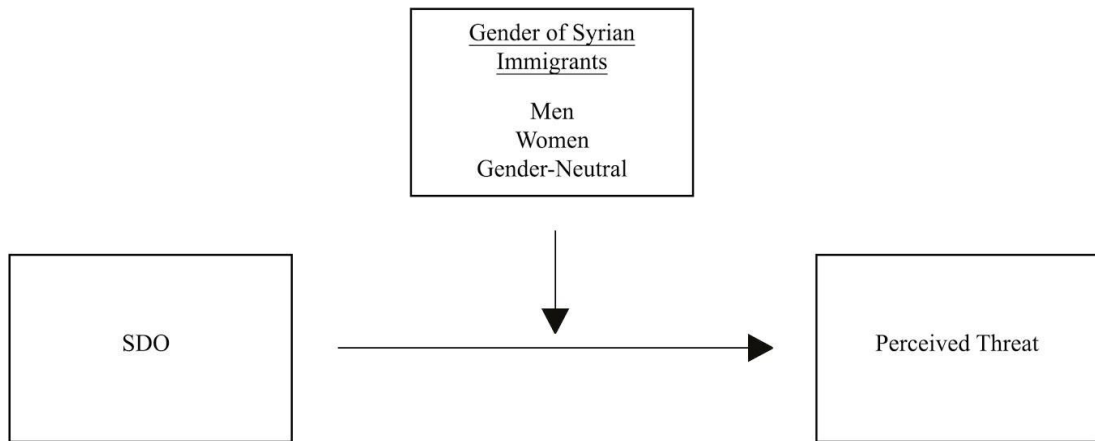 Gender of Syrian
Immigrants
Men
Women
Gender-Neutral
SDO
Perceived Threat